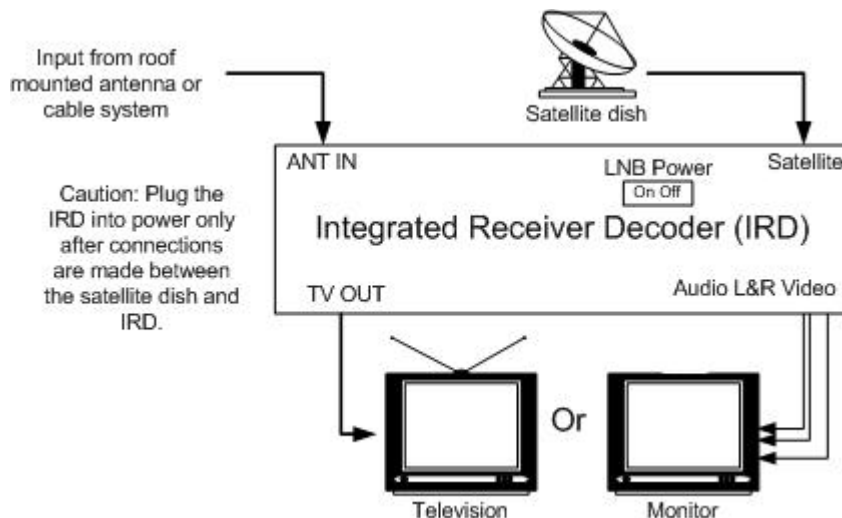 Input from roof
mounted antenna or
cable system
Satellite dish
ANT IN
LNB Power
Satellite
On Off
Caution: Plug the
IRD into power only
after connections
are made between
the satellite dish and
IRD.
Integrated Receiver Decoder (IRD)
TV OUT
Audio L&R Video
Or
Television
Monitor